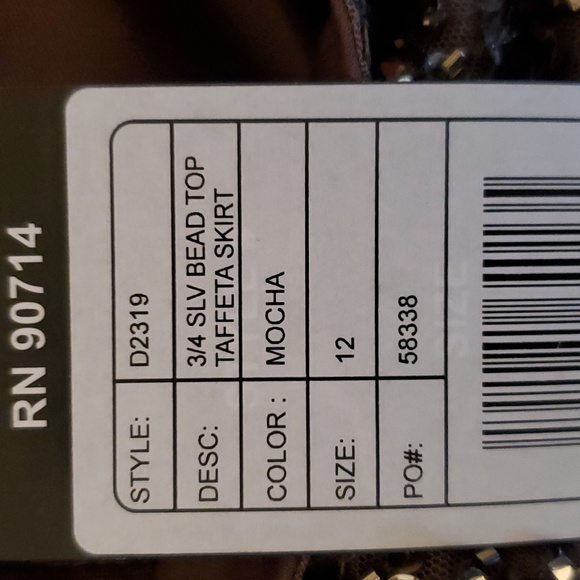 RN 90714
STYLE: D2319
DESC: 3/4 SLV BEAD TOP
TAFFETA SKIRT
COLOR : MOCHA
SIZE: 12
PO#: 58338